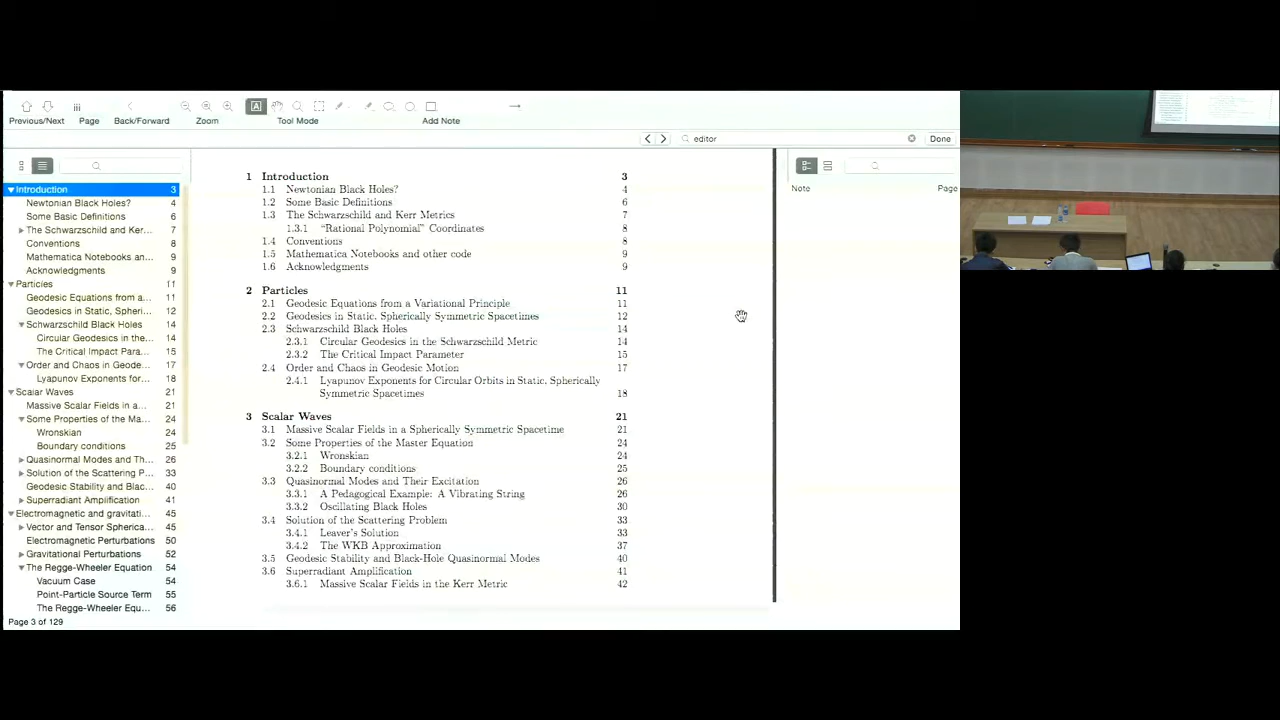 Previous/Next
Page
Back/Forward
Zoom
Tool Mode
Add Note
editor
Done
Introduction 3
Newtonian Black Holes? 4
Some Basic Definitions 6
The Schwarzschild and Ker... 7
Conventions 8
Mathematica Notebooks an... 9
Acknowledgments 9
Particles 11
Geodesic Equations from a... 11
Geodesics in Static, Spheri... 12
Schwarzschild Black Holes 14
Circular Geodesics in the... 14
The Critical Impact Para... 15
Order and Chaos in Geode... 17
Lyapunov Exponents for... 18
Scalar Waves 21
Massive Scalar Fields in a... 21
Some Properties of the Ma... 24
Wronskian 24
Boundary conditions 25
Quasinormal Modes and Th... 26
Solution of the Scattering P... 33
Geodesic Stability and Blac... 40
Superradiant Amplification 41
Electromagnetic and gravitati... 45
Vector and Tensor Spherica... 45
Electromagnetic Perturbations 50
Gravitational Perturbations 52
The Regge-Wheeler Equation 54
Vacuum Case 54
Point-Particle Source Term 55
The Regge-Wheeler Equ... 56
Page 3 of 129
1 Introduction 3
1.1 Newtonian Black Holes? 4
1.2 Some Basic Definitions 6
1.3 The Schwarzschild and Kerr Metrics 7
1.3.1 “Rational Polynomial” Coordinates 8
1.4 Conventions 8
1.5 Mathematica Notebooks and other code 9
1.6 Acknowledgments 9
2 Particles 11
2.1 Geodesic Equations from a Variational Principle 11
2.2 Geodesics in Static, Spherically Symmetric Spacetimes 12
2.3 Schwarzschild Black Holes 14
2.3.1 Circular Geodesics in the Schwarzschild Metric 14
2.3.2 The Critical Impact Parameter 15
2.4 Order and Chaos in Geodesic Motion 17
2.4.1 Lyapunov Exponents for Circular Orbits in Static, Spherically
Symmetric Spacetimes 18
3 Scalar Waves 21
3.1 Massive Scalar Fields in a Spherically Symmetric Spacetime 21
3.2 Some Properties of the Master Equation 24
3.2.1 Wronskian 24
3.2.2 Boundary conditions 25
3.3 Quasinormal Modes and Their Excitation 26
3.3.1 A Pedagogical Example: A Vibrating String 26
3.3.2 Oscillating Black Holes 30
3.4 Solution of the Scattering Problem 33
3.4.1 Leaver's Solution 33
3.4.2 The WKB Approximation 37
3.5 Geodesic Stability and Black-Hole Quasinormal Modes 40
3.6 Superradiant Amplification 41
3.6.1 Massive Scalar Fields in the Kerr Metric 42
Note
Page